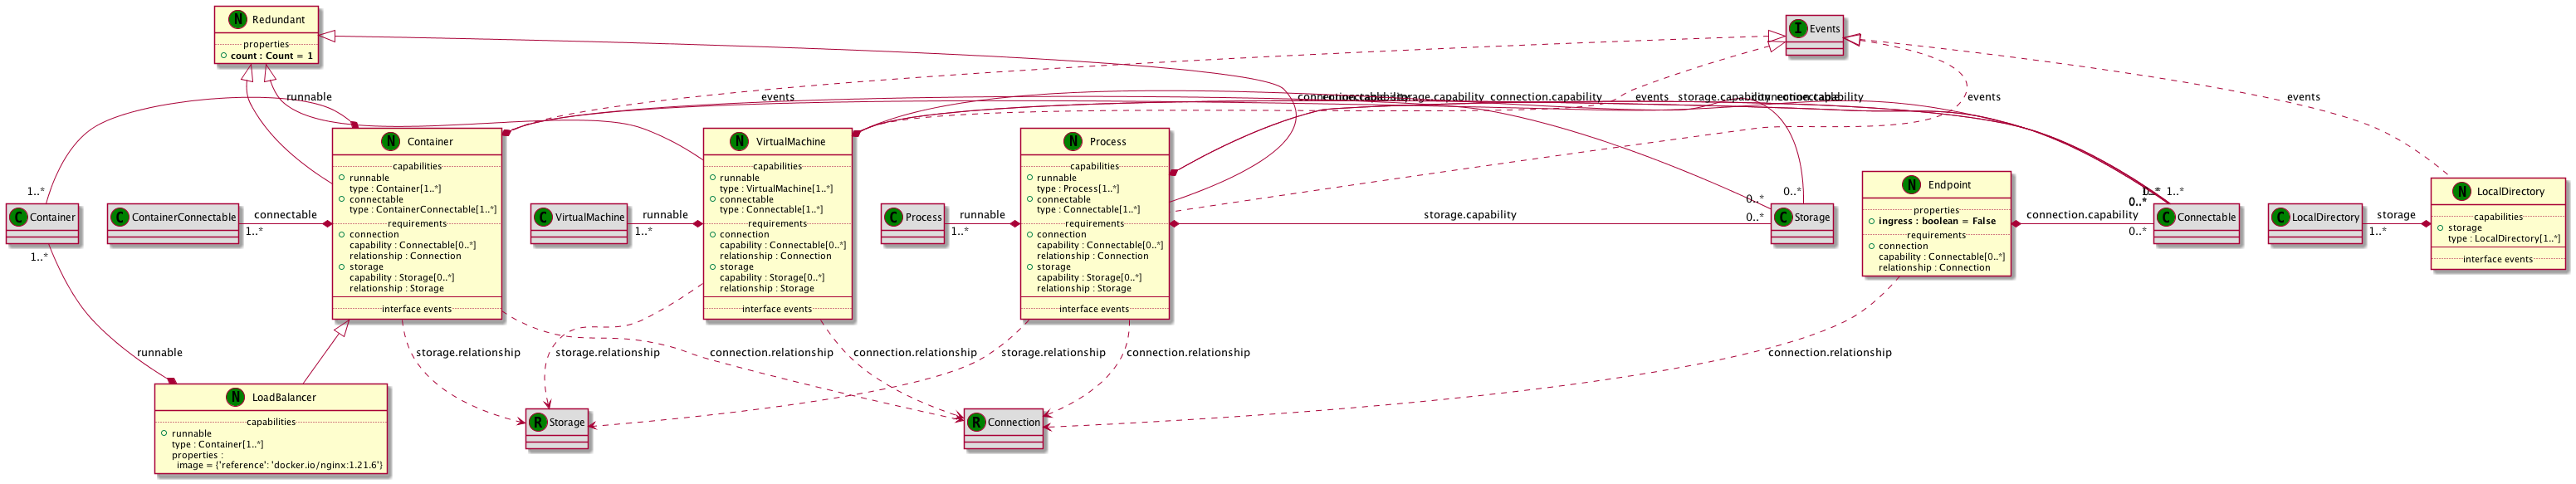 N Redundant
properties
count : Count = 1
I Events
runnable
events
connection.capability
storage.capability
connection.capability
events
storage.capability
events
events
N Container
capabilities
runnable
type : Container[1..*]
connectable
type : ContainerConnectable[1..*]
requirements
connection
capability : Connectable[0..*]
relationship : Connection
storage
capability : Storage[0..*]
relationship : Storage
interface events
N VirtualMachine
capabilities
runnable
type : VirtualMachine[1..*]
connectable
type : Connectable[1..*]
requirements
connection
capability : Connectable[0..*]
relationship : Connection
storage
capability : Storage[0..*]
relationship : Storage
interface events
N Process
capabilities
runnable
type : Process[1..*]
connectable
type : Connectable[1..*]
requirements
connection
capability : Connectable[0..*]
relationship : Connection
storage
capability : Storage[0..*]
relationship : Storage
interface events
N Endpoint
properties
ingress : boolean = False
requirements
connection
capability : Connectable[0..*]
relationship : Connection
N LocalDirectory
capabilities
storage
type : LocalDirectory[1..*]
interface events
1..*
C Container
1..*
C ContainerConnectable
connectable
1..*
C VirtualMachine
runnable
1..*
C Process
runnable
1..*
storage.capability
0..*
0..*
0..*
C Storage
connection.capability
0..*
1..*
0..*
C Connectable
C LocalDirectory
storage
1..*
runnable
storage.relationship
storage.relationship
connection.relationship
connection.relationship
storage.relationship
connection.relationship
connection.relationship
N LoadBalancer
capabilities
runnable
type : Container[1..*]
properties :
image = {'reference': 'docker.io/nginx:1.21.6'}
R Storage
R Connection